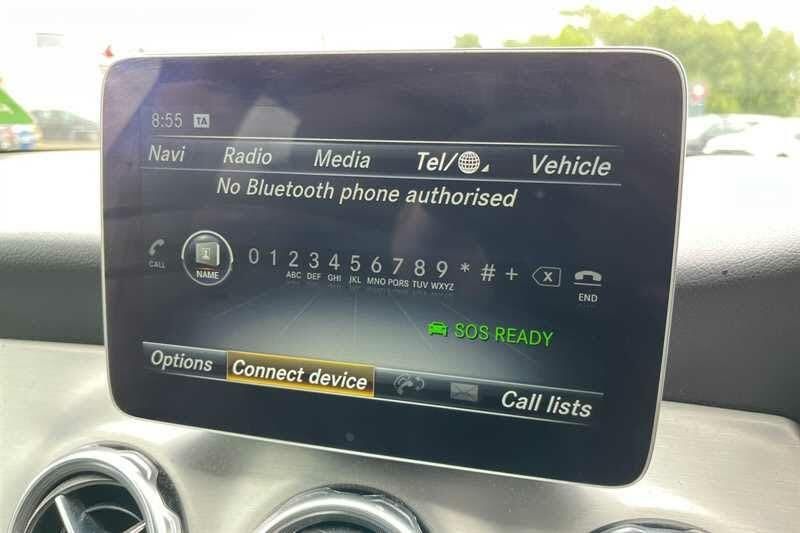 8:55 TA
Navi Radio Media Tel/ Vehicle
No Bluetooth phone authorised
CALL NAME 0 1 2 ABC 3 DEF 4 GHI 5 JKL 6 MNO 7 PQRS 8 TUV 9 WXYZ * # + X END
SOS READY
Options Connect device Call lists